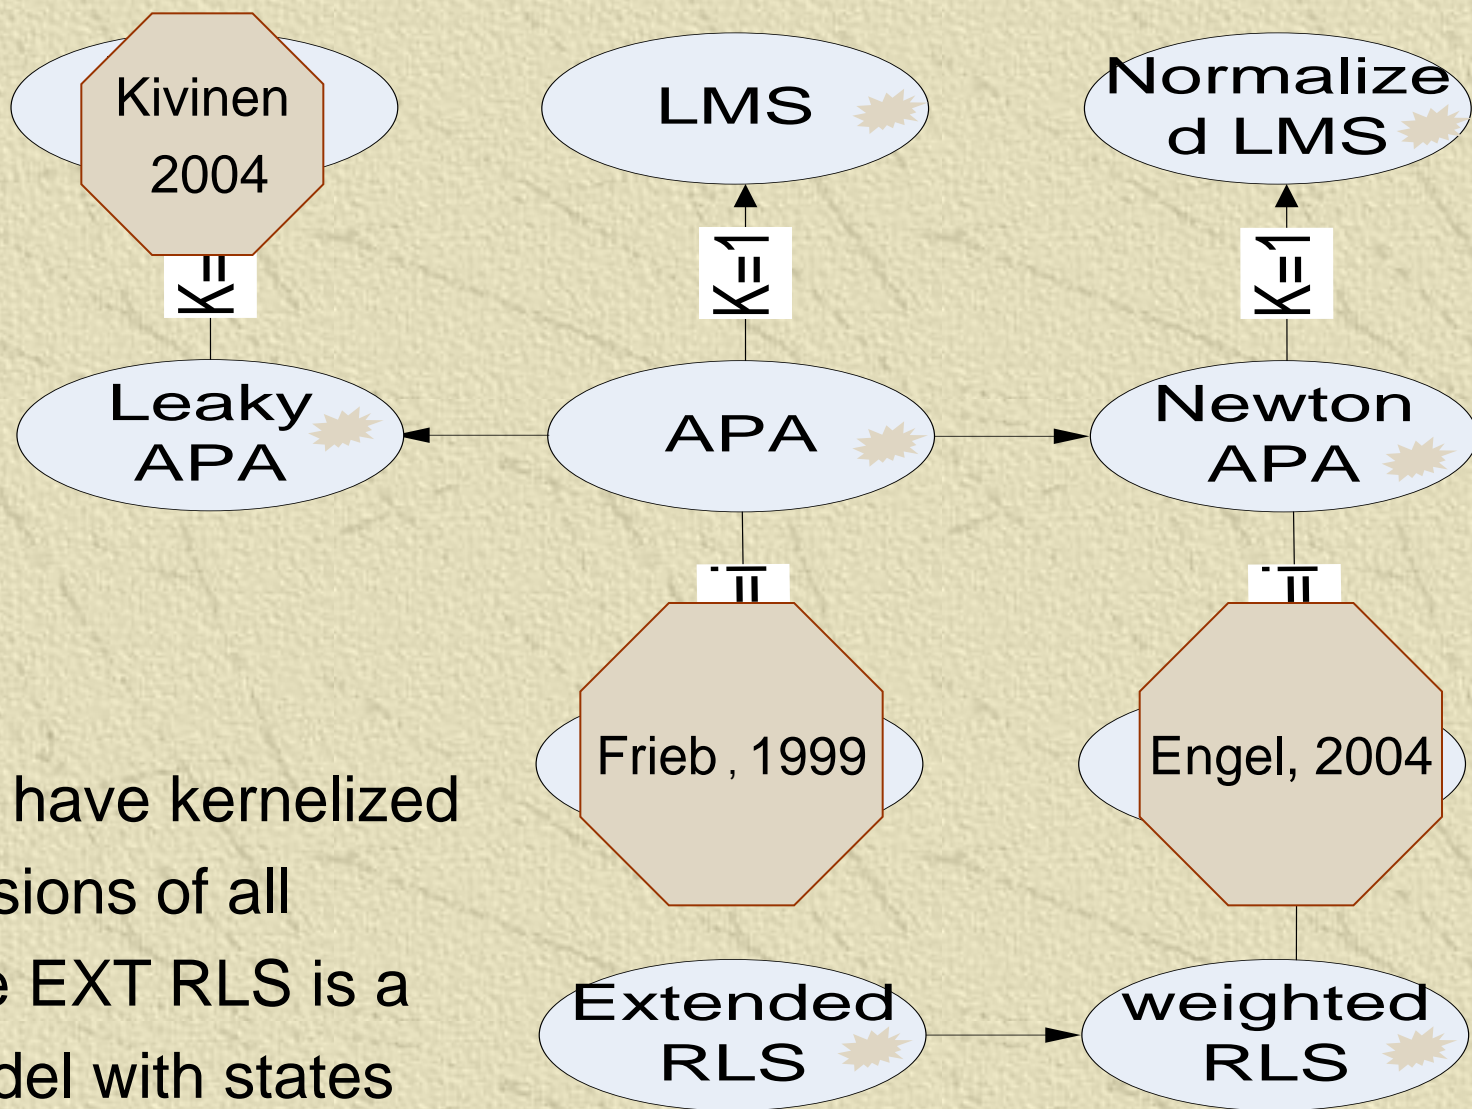 Kivinen
2004
LMS
Normalize
d LMS
K=
K=1
K=1
Leaky
APA
APA
Newton
APA
=i
=i
Frieb , 1999
Engel, 2004
have kernelized
sions of all
e EXT RLS is a
del with states
Extended
RLS
weighted
RLS